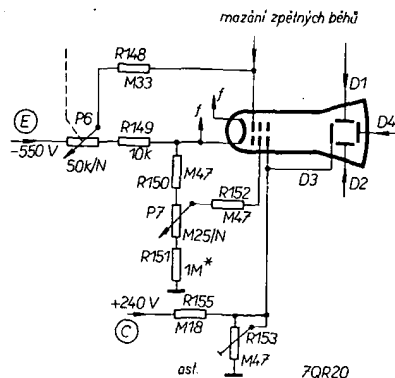 mazání zpětných běhů
R148
M33
f
f
D1
P6
E
R149
D4
-550 V
50k/N
10k
M47
D3
D2
R150
R152
P7
M47
M25/N
R151
1M*
+240 V
R155
C
M18
R153
M47
ast.
7QR20